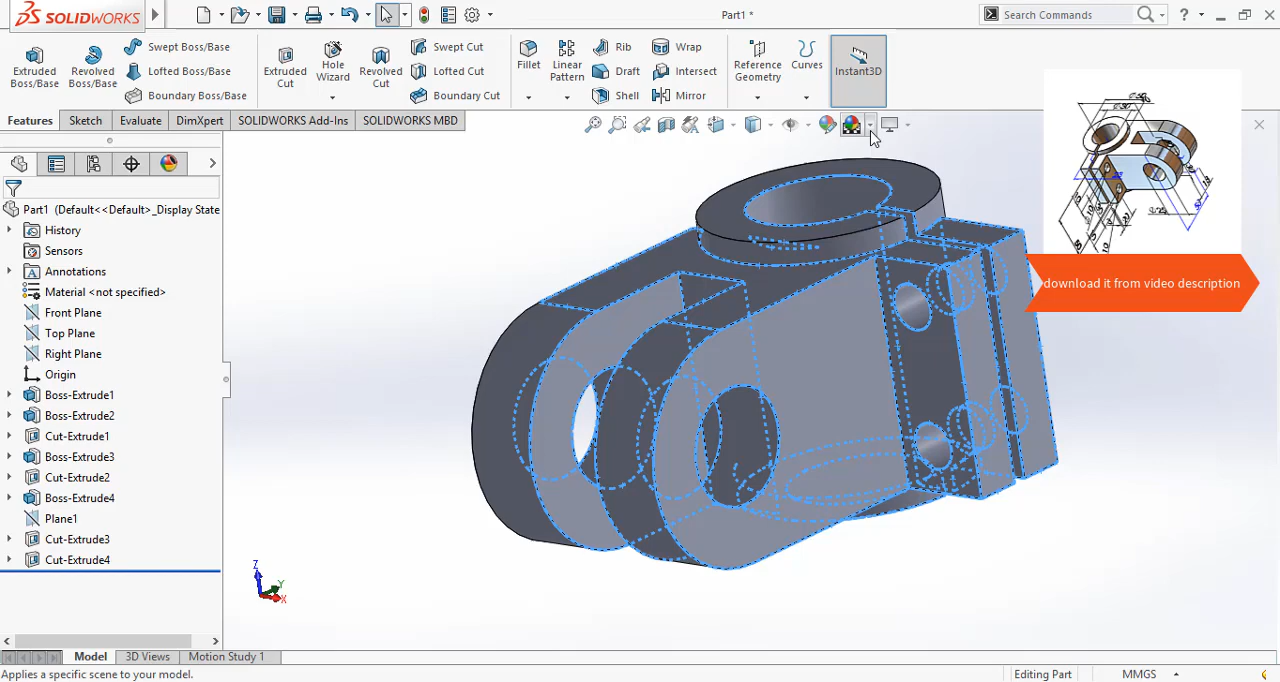 SOLIDWORKS
Part1 *
Search Commands
Extruded Boss/Base
Revolved Boss/Base
Swept Boss/Base
Lofted Boss/Base
Boundary Boss/Base
Extruded Cut
Hole Wizard
Revolved Cut
Swept Cut
Lofted Cut
Boundary Cut
Fillet
Linear Pattern
Rib
Draft
Shell
Wrap
Intersect
Mirror
Reference Geometry
Curves
Instant3D
Features
Sketch
Evaluate
DimXpert
SOLIDWORKS Add-Ins
SOLIDWORKS MBD
Part1 (Default<<Default>_Display State
History
Sensors
Annotations
Material <not specified>
Front Plane
Top Plane
Right Plane
Origin
Boss-Extrude1
Boss-Extrude2
Cut-Extrude1
Boss-Extrude3
Cut-Extrude2
Boss-Extrude4
Plane1
Cut-Extrude3
Cut-Extrude4
download it from video description
Z
Y
X
Model
3D Views
Motion Study 1
Applies a specific scene to your model.
Editing Part
MMGS